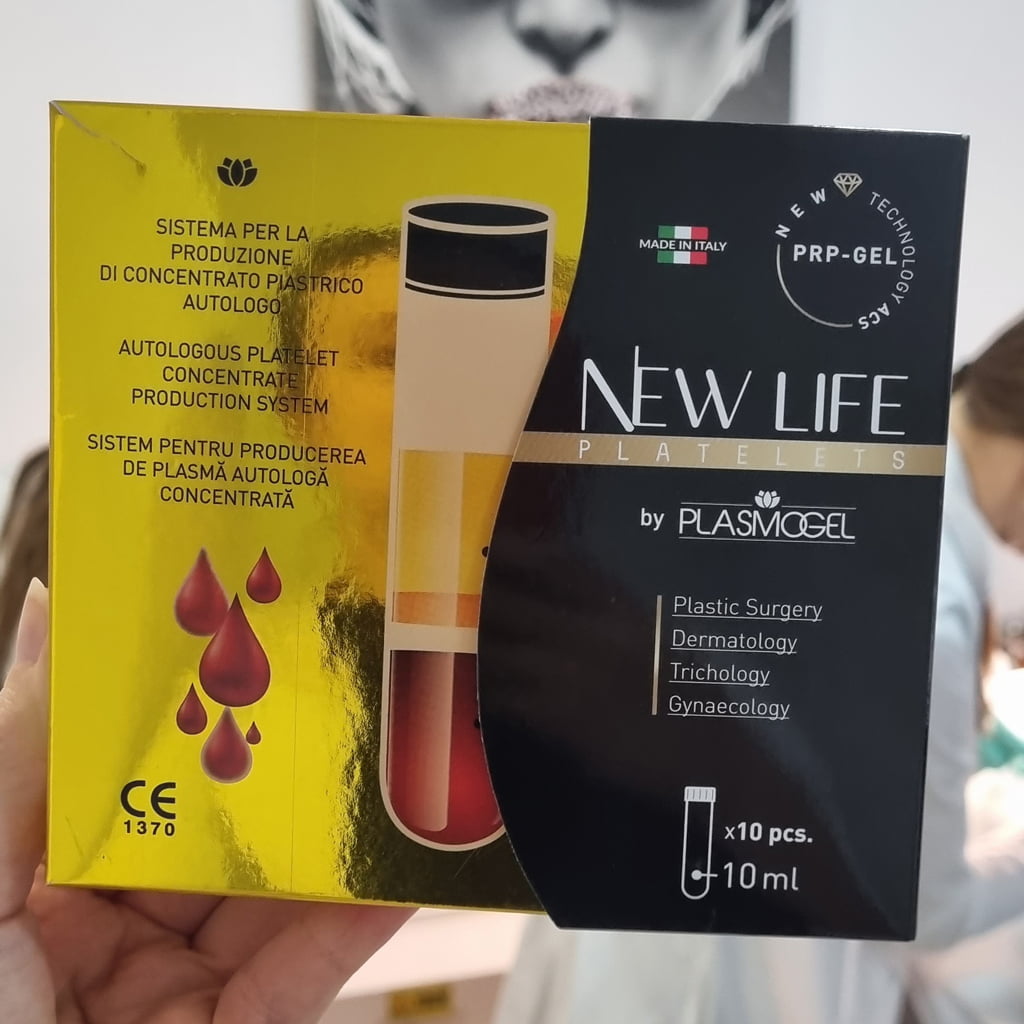 SISTEMA PER LA
PRODUZIONE
DI CONCENTRATO PIASTRICO
AUTOLOGO
AUTOLOGOUS PLATELET
CONCENTRATE
PRODUCTION SYSTEM
SISTEM PENTRU PRODUCEREA
DE PLASMĂ AUTOLOGĂ
CONCENTRATĂ
CE
1370
MADE IN ITALY
NEW TECHNOLOGY ACS
PRP-GEL
NEW LIFE
PLATELETS
by PLASMOGEL
Plastic Surgery
Dermatology
Trichology
Gynaecology
x10 pcs.
10 ml